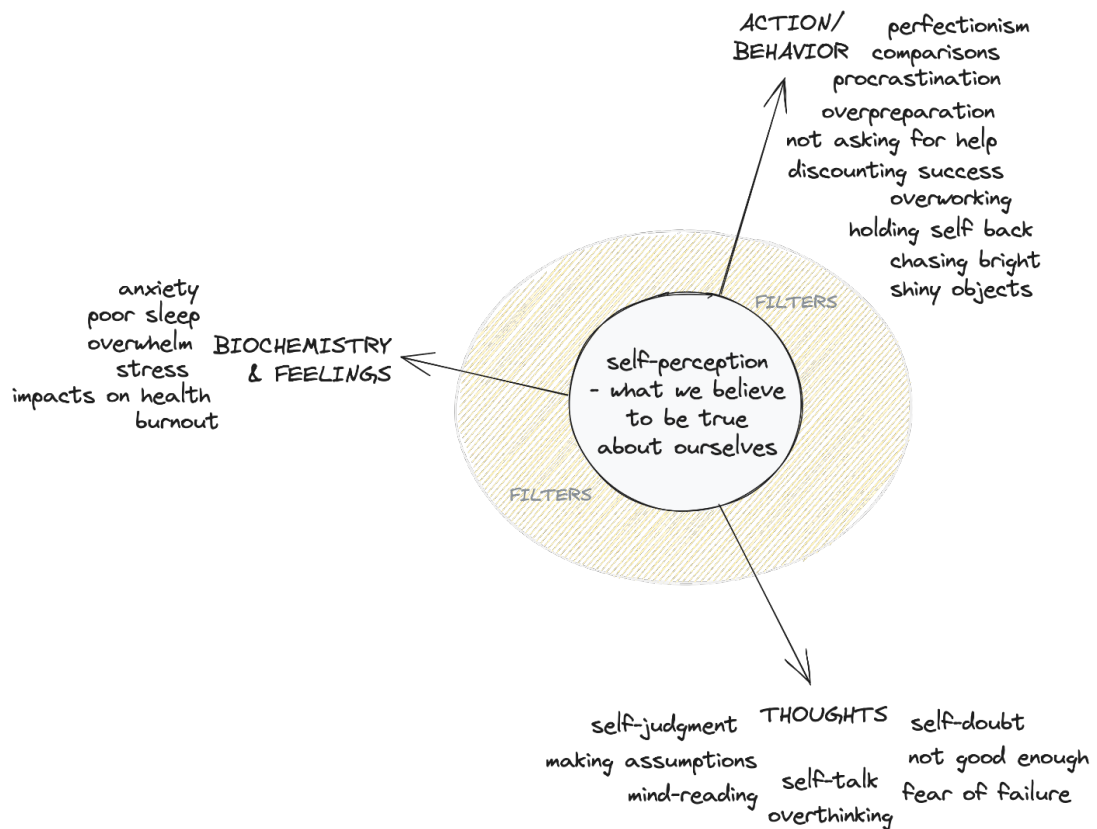 ACTION/
BEHAVIOR
perfectionism
comparisons
procrastination
overpreparation
not asking for help
discounting success
overworking
holding self back
chasing bright
shiny objects
FILTERS
anxiety
poor sleep
overwhelm
stress
impacts on health
burnout
BIOCHEMISTRY
& FEELINGS
self-perception
- what we believe
to be true
about ourselves
FILTERS
THOUGHTS
self-judgment
making assumptions
mind-reading
self-talk
overthinking
self-doubt
not good enough
fear of failure